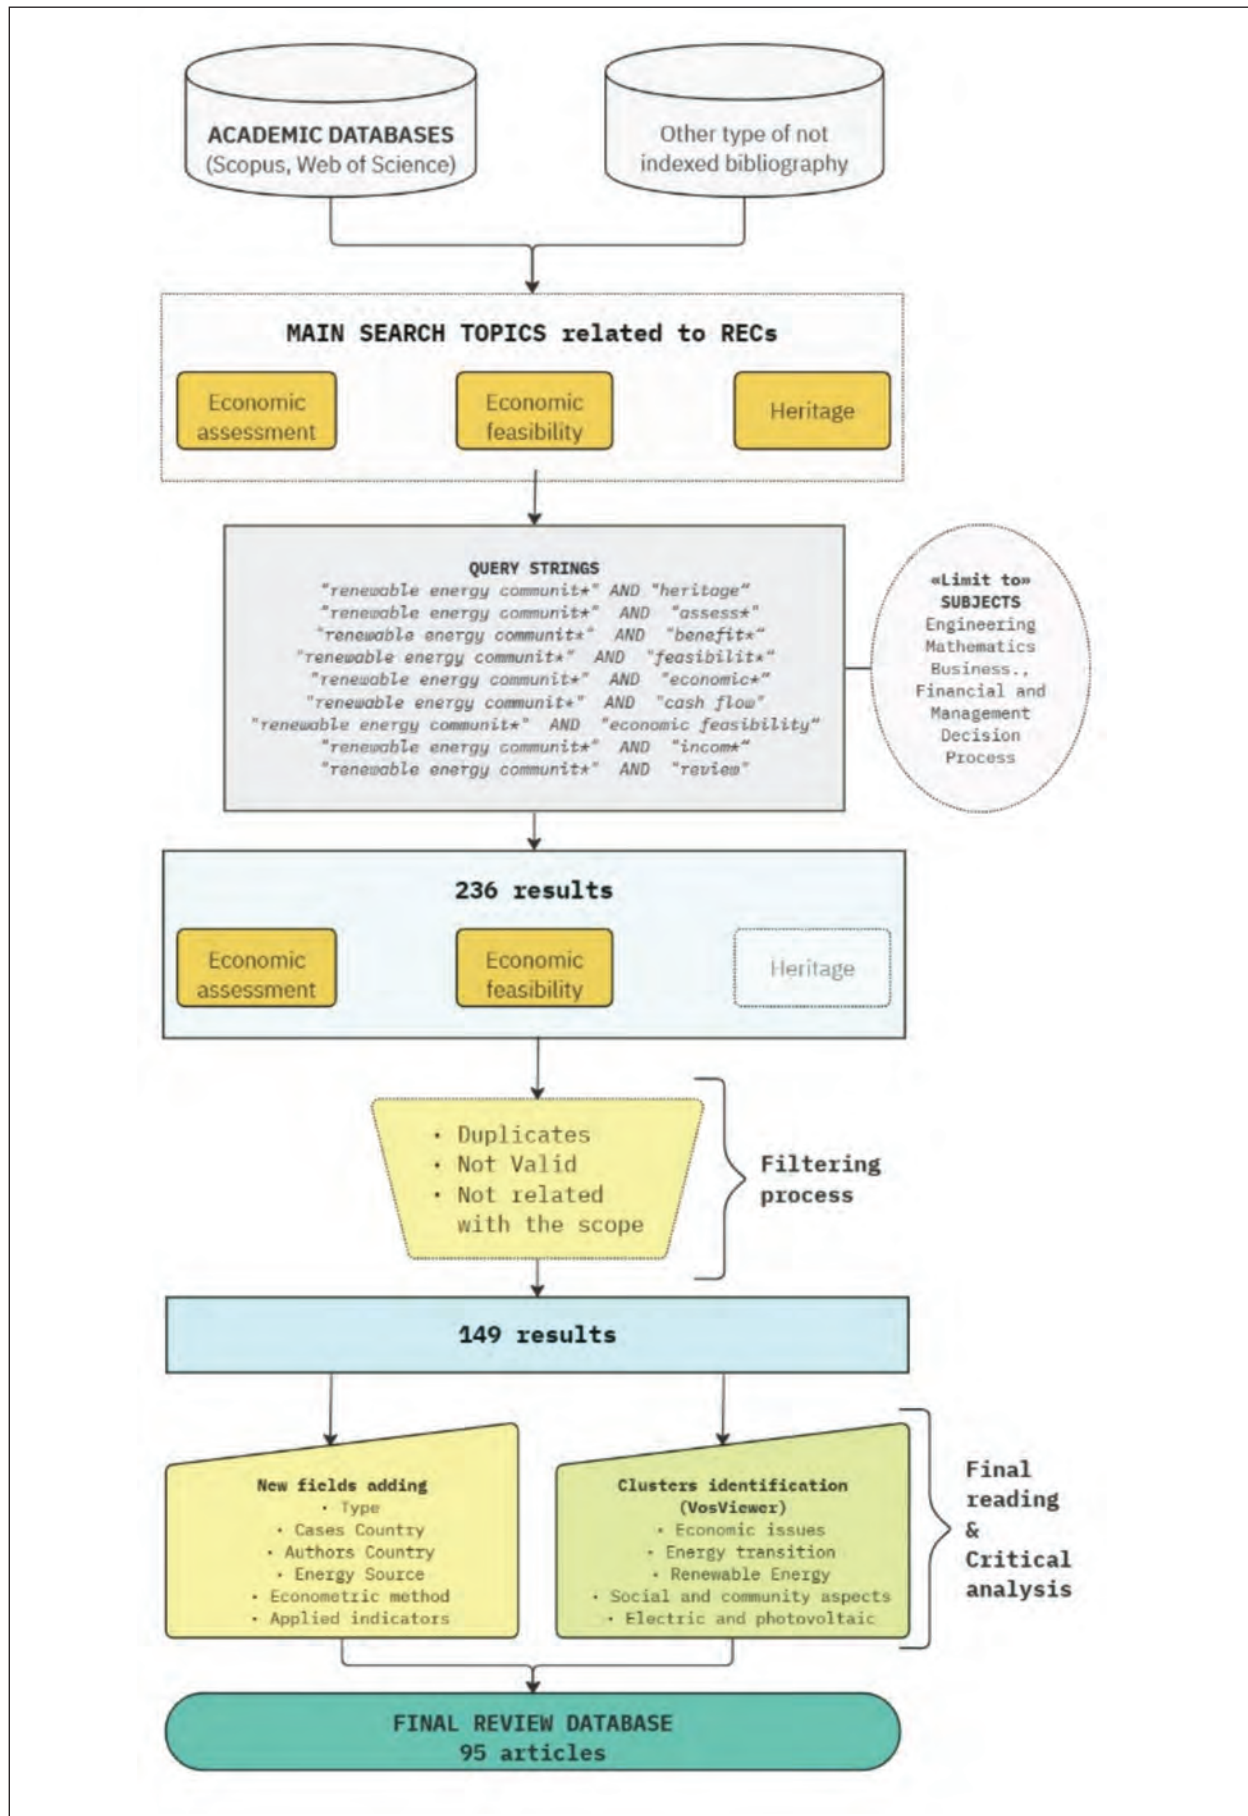 ACADEMIC DATABASES
(Scopus, Web of Science)
Other type of not
indexed bibliography
MAIN SEARCH TOPICS related to RECs
Economic
assessment
Economic
feasibility
Heritage
QUERY STRINGS
"renewable energy communit*" AND "heritage“
"renewable energy communit*" AND "assess*"
"renewable energy communit*" AND "benefit*“
"renewable energy communit*" AND "feasibilit*“
"renewable energy communit*" AND "economic*“
"renewable energy communit*" AND "cash flow"
"renewable energy communit*" AND "economic feasibility“
"renewable energy communit*" AND "incom*“
"renewable energy communit*" AND "review"
«Limit to»
SUBJECTS
Engineering
Mathematics
Business.,
Financial and
Management
Decision
Process
236 results
Economic
assessment
Economic
feasibility
Heritage
• Duplicates
• Not Valid
• Not related
with the scope
Filtering
process
149 results
New fields adding
• Type
• Cases Country
• Authors Country
• Energy Source
• Econometric method
• Applied indicators
Clusters identification
(VosViewer)
• Economic issues
• Energy transition
• Renewable Energy
• Social and community aspects
• Electric and photovoltaic
Final
reading
&
Critical
analysis
FINAL REVIEW DATABASE
95 articles